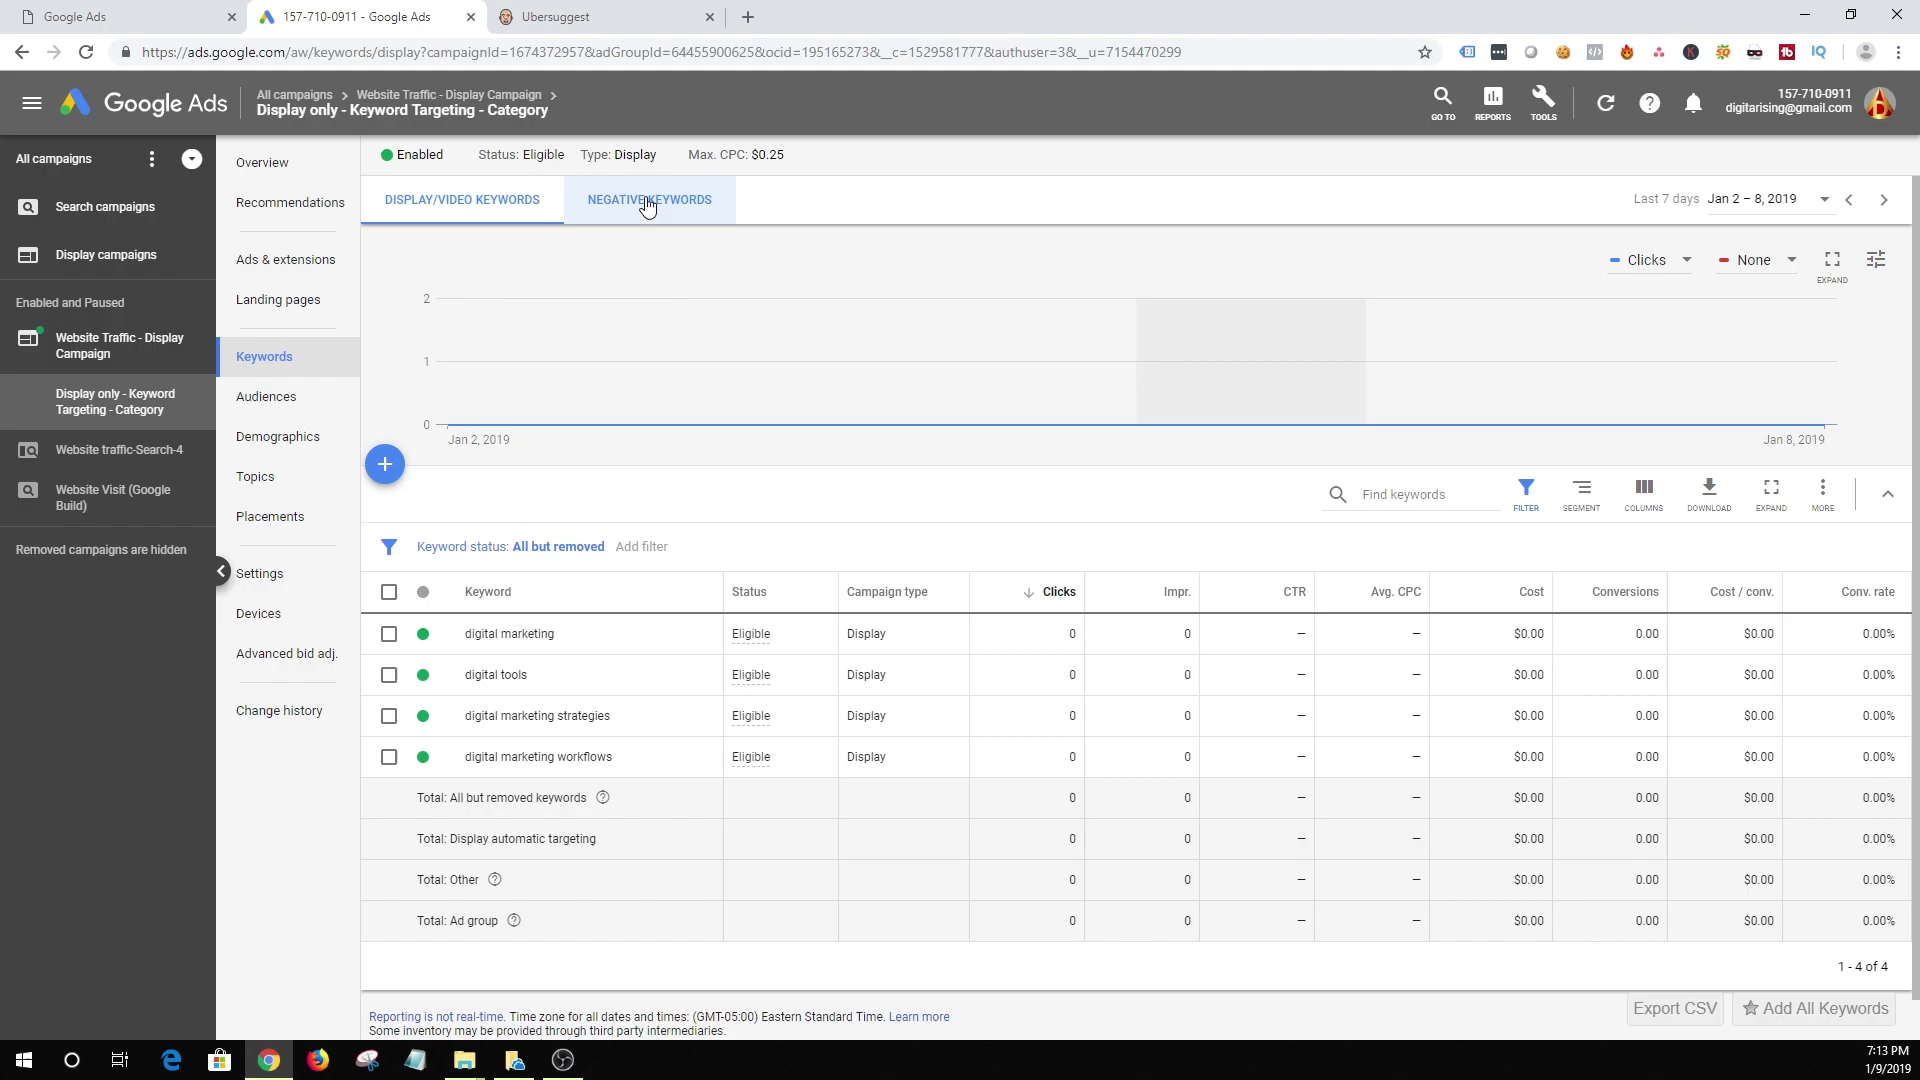 Google Ads
157-710-0911 - Google Ads
Ubersuggest
https://ads.google.com/aw/keywords/display?campaignId=1674372957&adGroupId=64455900625&ocid=195165273&__c=1529581777&authuser=3&__u=7154470299
Google Ads
All campaigns > Website Traffic - Display Campaign >
Display only - Keyword Targeting - Category
GO TO
REPORTS
TOOLS
157-710-0911
digitarising@gmail.com
All campaigns
Search campaigns
Display campaigns
Enabled and Paused
Website Traffic - Display
Campaign
Display only - Keyword
Targeting - Category
Website traffic-Search-4
Website Visit (Google
Build)
Removed campaigns are hidden
Overview
Recommendations
Ads & extensions
Landing pages
Keywords
Audiences
Demographics
Topics
Placements
Settings
Devices
Advanced bid adj.
Change history
Enabled Status: Eligible Type: Display Max. CPC: $0.25
DISPLAY/VIDEO KEYWORDS
NEGATIVE KEYWORDS
Last 7 days Jan 2 – 8, 2019
Clicks
None
EXPAND
2
1
0
Jan 2, 2019
Jan 8, 2019
Find keywords
FILTER
SEGMENT
COLUMNS
DOWNLOAD
EXPAND
MORE
Keyword status: All but removed Add filter
Keyword Status Campaign type Clicks Impr. CTR Avg. CPC Cost Conversions Cost / conv. Conv. rate
digital marketing Eligible Display 0 0 – – $0.00 0.00 $0.00 0.00%
digital tools Eligible Display 0 0 – – $0.00 0.00 $0.00 0.00%
digital marketing strategies Eligible Display 0 0 – – $0.00 0.00 $0.00 0.00%
digital marketing workflows Eligible Display 0 0 – – $0.00 0.00 $0.00 0.00%
Total: All but removed keywords 0 0 – – $0.00 0.00 $0.00 0.00%
Total: Display automatic targeting 0 0 – – $0.00 0.00 $0.00 0.00%
Total: Other 0 0 – – $0.00 0.00 $0.00 0.00%
Total: Ad group 0 0 – – $0.00 0.00 $0.00 0.00%
1 - 4 of 4
Export CSV
Add All Keywords
Reporting is not real-time. Time zone for all dates and times: (GMT-05:00) Eastern Standard Time. Learn more
Some inventory may be provided through third party intermediaries.
7:13 PM
1/9/2019